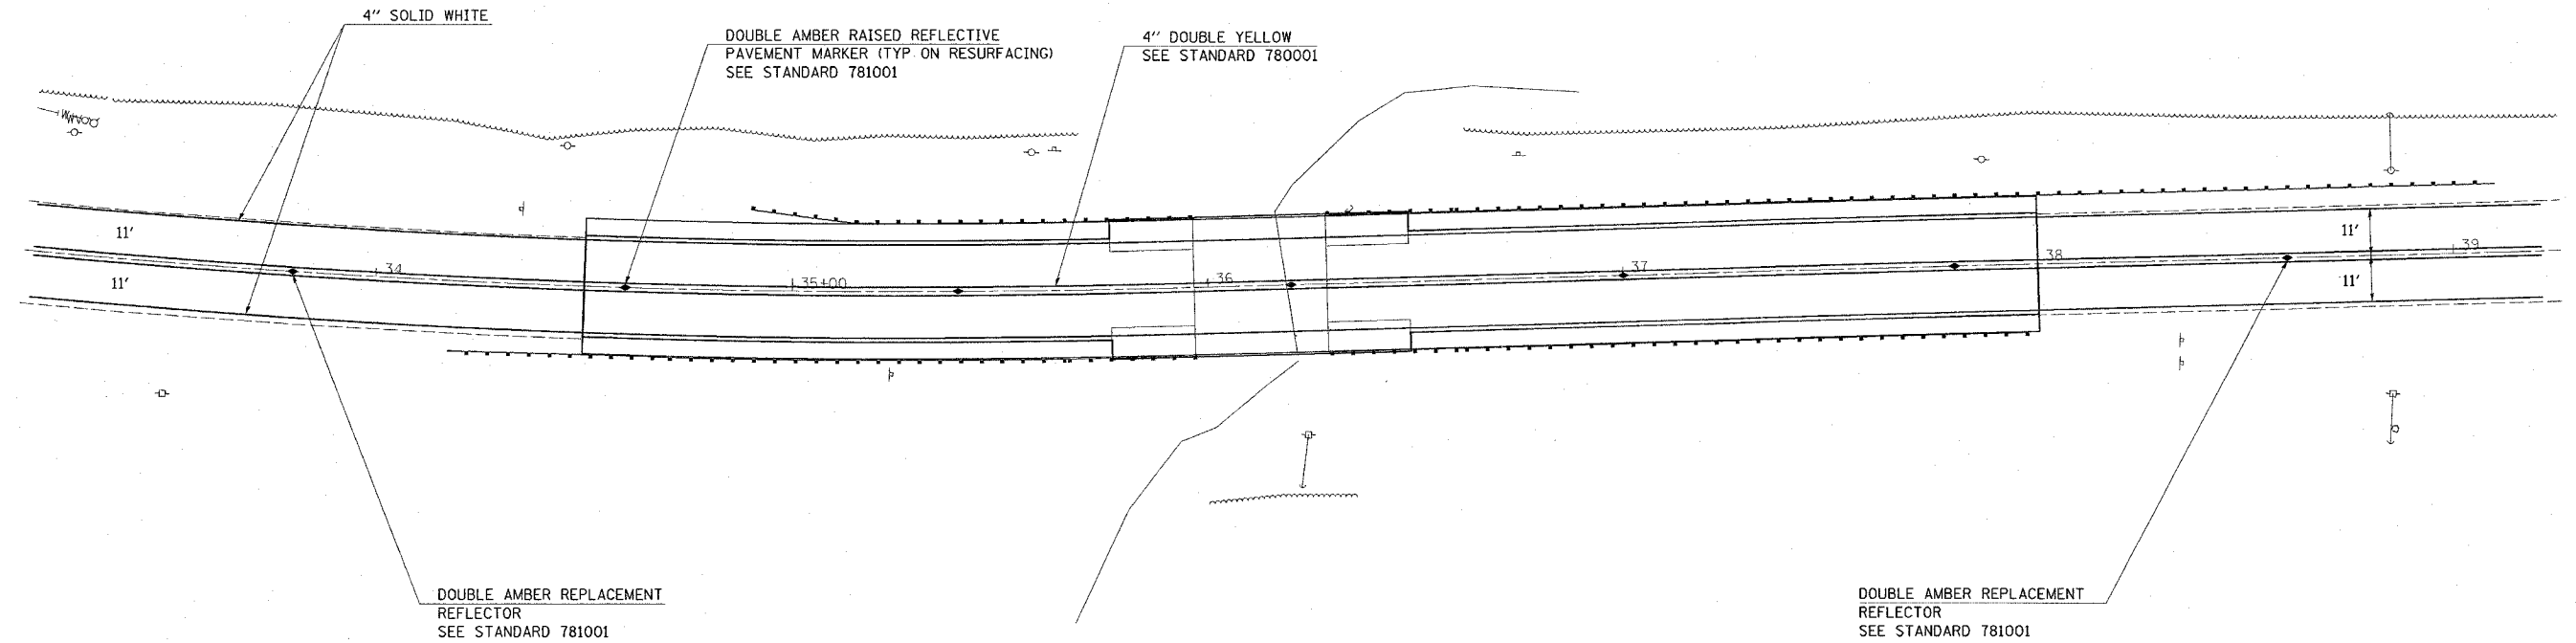 4" SOLID WHITE
DOUBLE AMBER RAISED REFLECTIVE
PAVEMENT MARKER (TYP. ON RESURFACING)
SEE STANDARD 781001
4" DOUBLE YELLOW
SEE STANDARD 780001
11'
11'
34
35+00
36
37
38
39
11'
11'
DOUBLE AMBER REPLACEMENT
REFLECTOR
SEE STANDARD 781001
DOUBLE AMBER REPLACEMENT
REFLECTOR
SEE STANDARD 781001